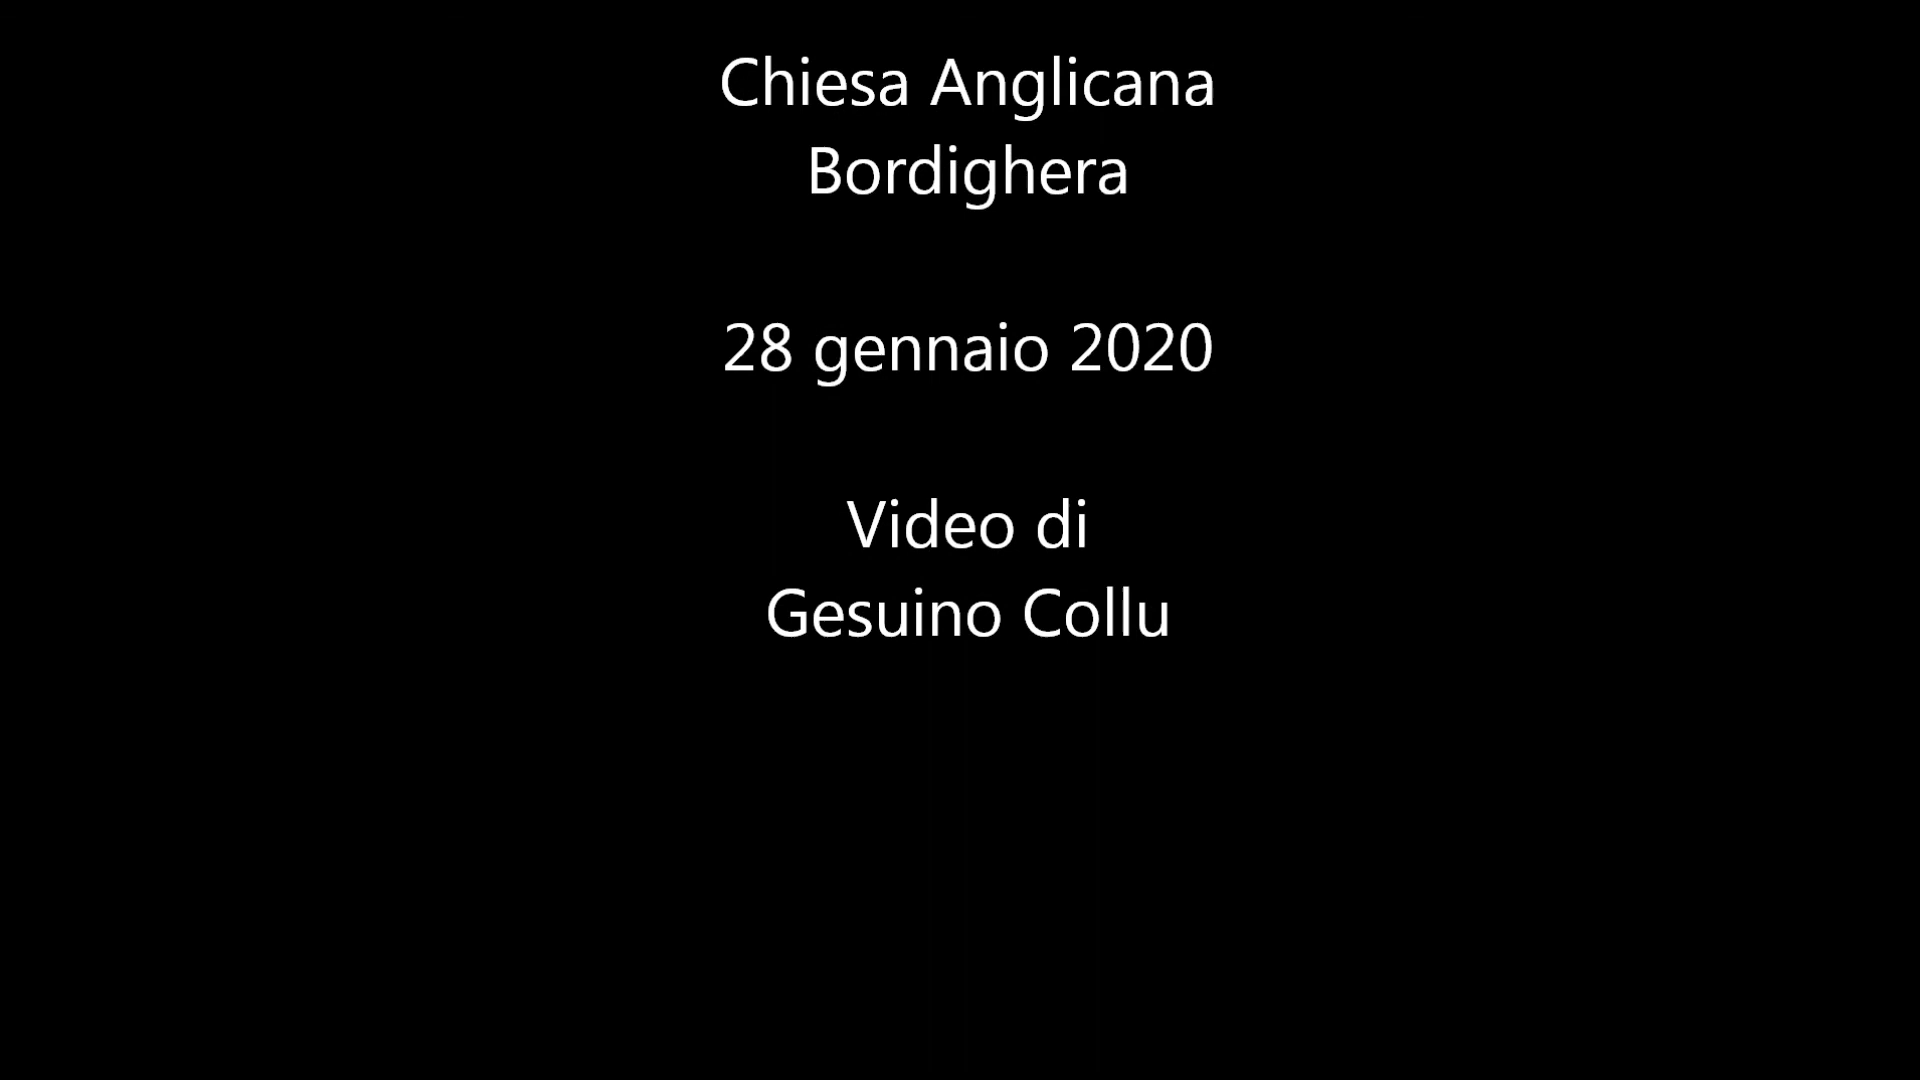 Chiesa Anglicana
Bordighera
28 gennaio 2020
Video di
Gesuino Collu